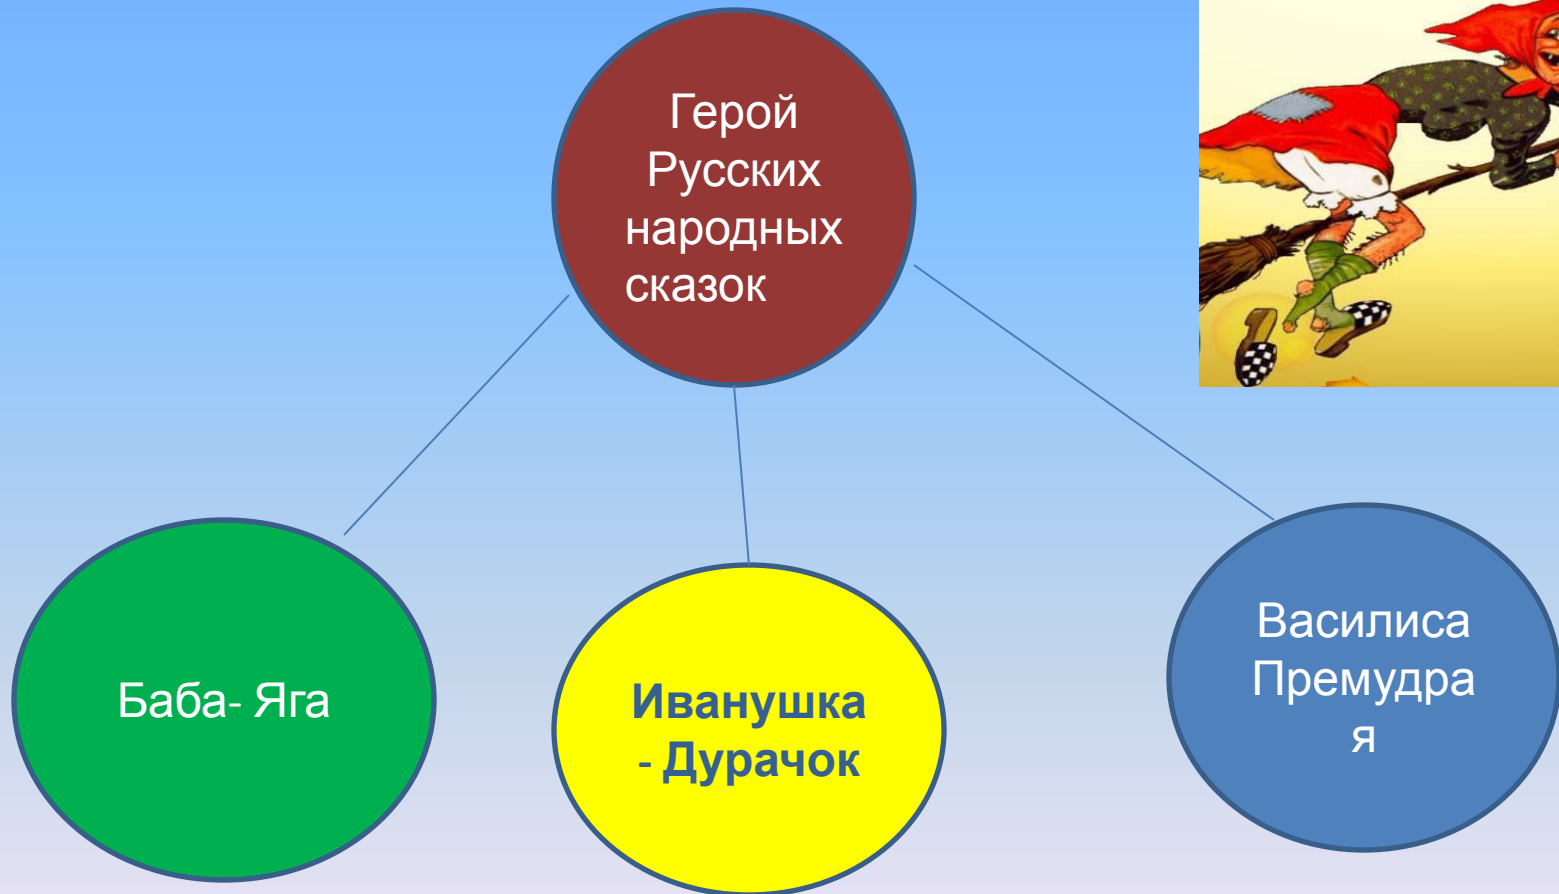 Герой
Русских
народных
сказок
Баба- Яга
Иванушка
- Дурачок
Василиса
Премудра
я